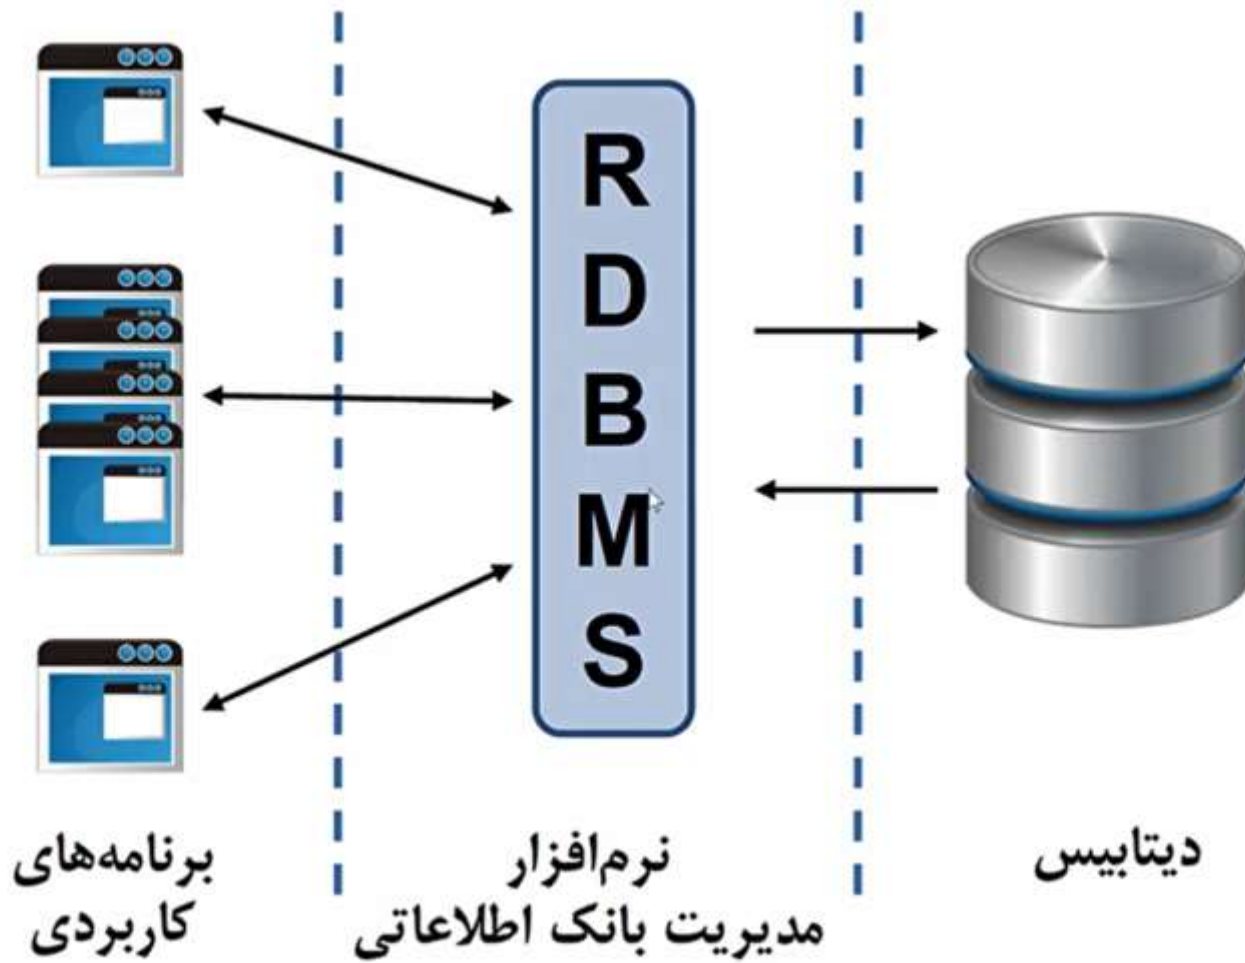 R
D
B
M
S
برنامه‌های
کاربردی
نرم‌افزار
مدیریت بانک اطلاعاتی
دیتابیس